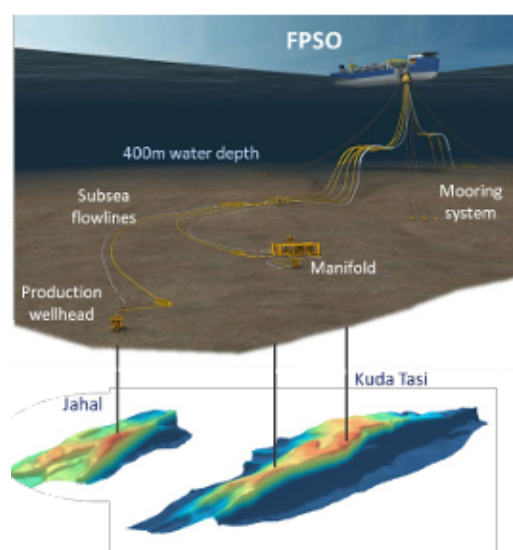 FPSO
400m water depth
Subsea
flowlines
Mooring
system
Manifold
Production
wellhead
Kuda Tasi
Jahal